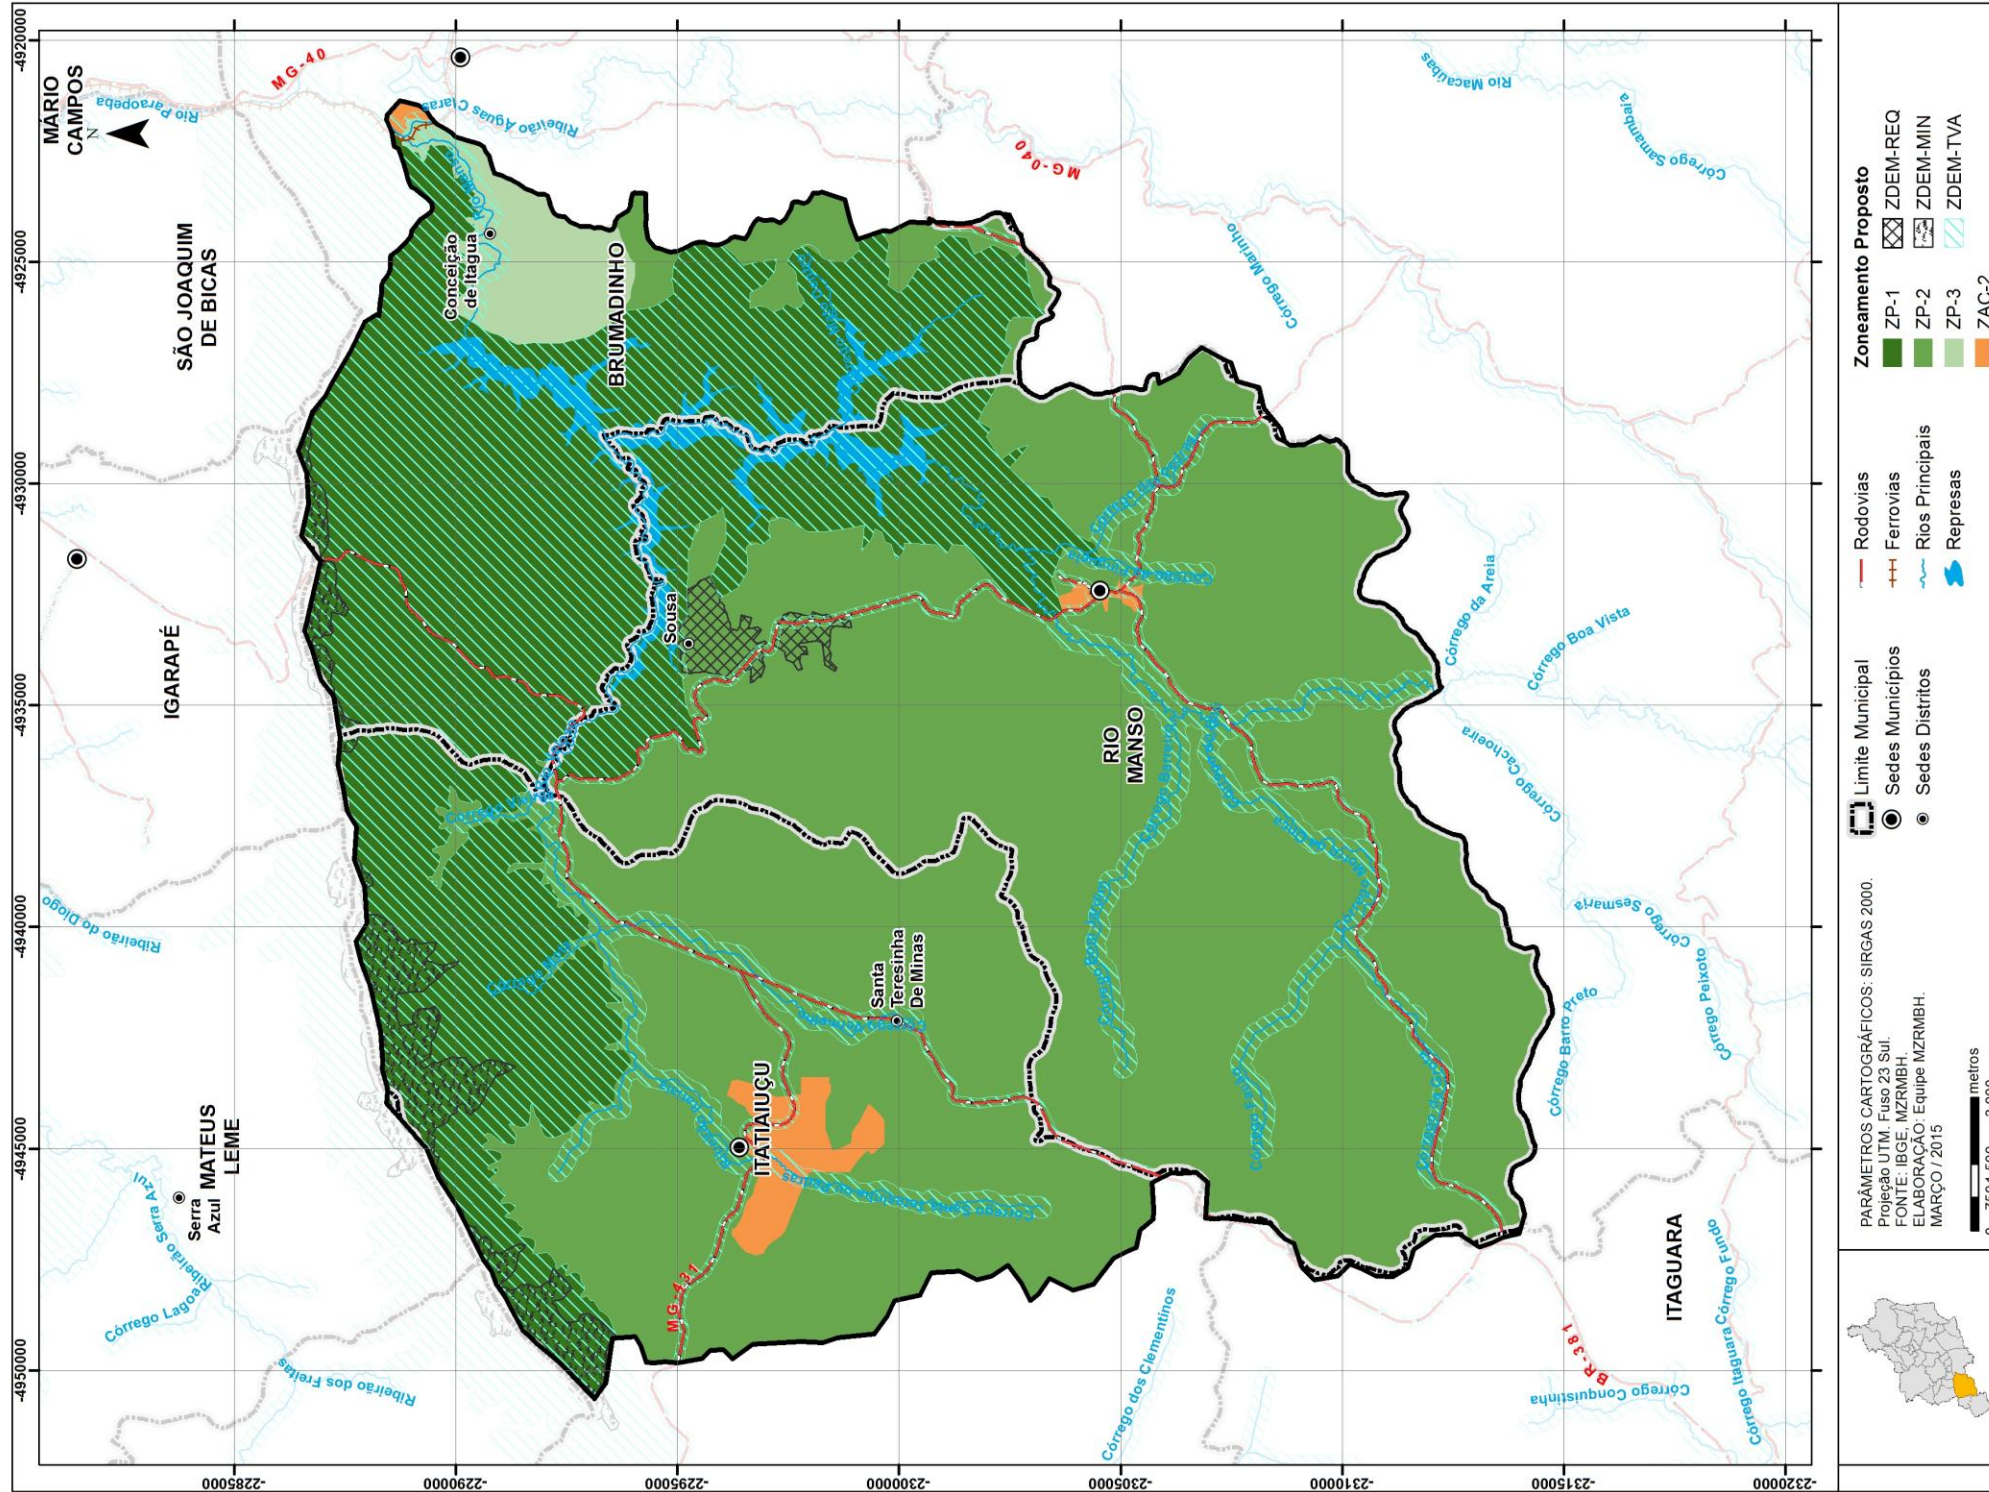 -4920000
-4925000
-4930000
-4935000
-4940000
-4945000
-4950000
-2285000
-2290000
-2295000
-2300000
-2305000
-2310000
-2315000
-2320000
MÁRIO
CAMPOS
N
Rio Paraopeba
MG-40
Ribeirão Águas Claras
Rio Macaúbas
Córrego Samambaia
MG-040
Córrego Marinho
SÃO JOAQUIM
DE BICAS
Conceição
de Itagua
Rio Manso
BRUMADINHO
IGARAPÉ
Sousa
RIO
MANSO
Córrego da Areia
Córrego Boa Vista
Córrego Cachoeira
Ribeirão do Diogo
Santa
Teresinha
De Minas
Córrego Sesmaria
Córrego Peixoto
Córrego Barro Preto
MATEUS
LEME
Serra
Azul
Ribeirão Serra Azul
Córrego Lagoa
Ribeirão dos Freitas
ITATIAIUÇU
MG-431
ITAGUARA
Córrego Fundo
Córrego Itaguara
Córrego dos Clementinos
BR-381
Córrego Conquistinha
Zoneamento Proposto
ZP-1
ZP-2
ZP-3
ZAC-2
ZDEM-REQ
ZDEM-MIN
ZDEM-TVA
Rodovias
Ferrovias
Rios Principais
Represas
Limite Municipal
Sedes Municípios
Sedes Distritos
PARÂMETROS CARTOGRÁFICOS: SIRGAS 2000.
Projeção UTM. Fuso 23 Sul.
FONTE: IBGE, MZRMBH.
ELABORAÇÃO: Equipe MZRMBH.
MARÇO / 2015
metros